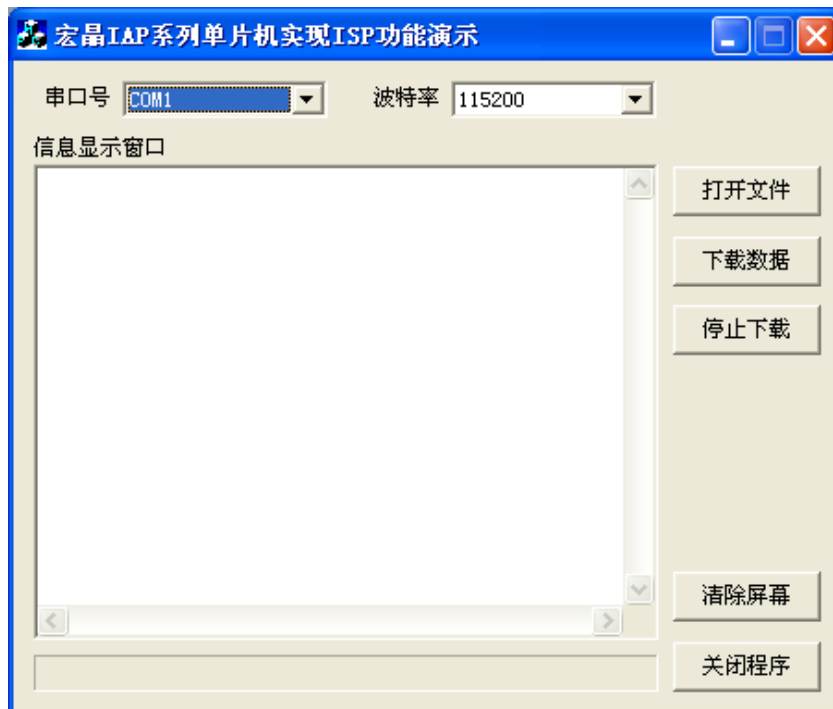 宏晶IAP系列单片机实现ISP功能演示
串口号 COM1 波特率 115200
信息显示窗口
打开文件
下载数据
停止下载
清除屏幕
关闭程序